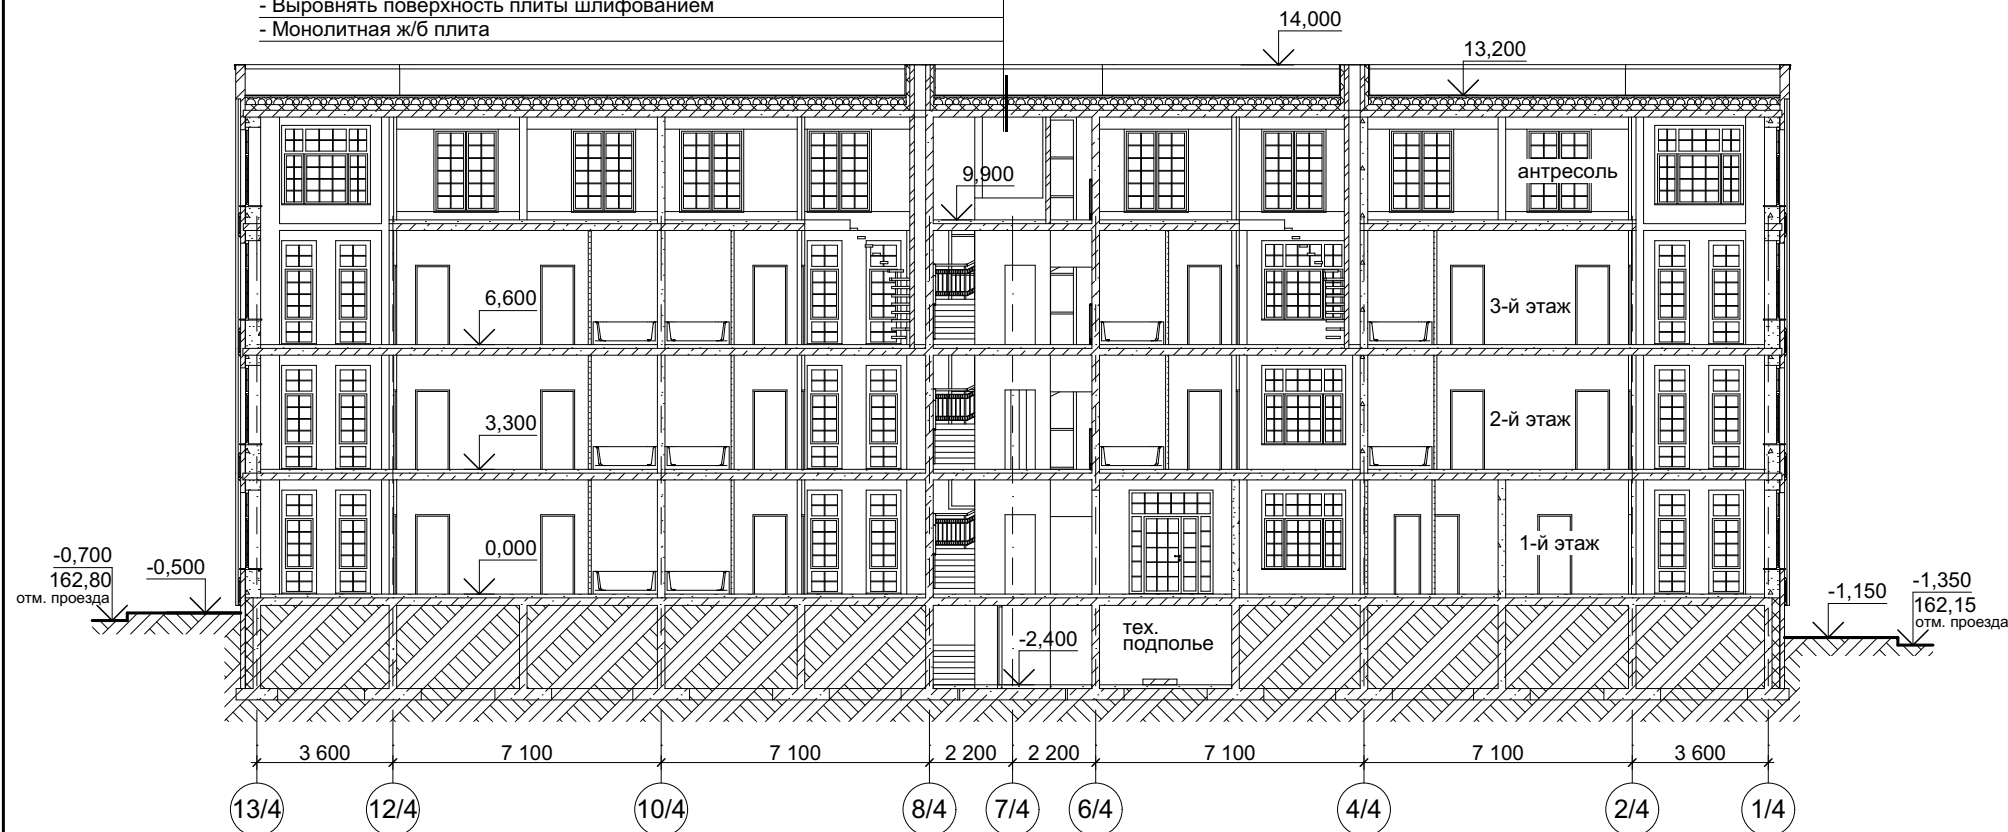 - Выровнять поверхность плиты шлифованием
- Монолитная ж/б плита
14,000
13,200
антресоль
9,900
6,600
3-й этаж
3,300
2-й этаж
0,000
1-й этаж
-0,700
162,80
отм. проезда
-0,500
-1,150
-1,350
162,15
отм. проезда
-2,400
тех.
подполье
3 600 7 100 7 100 2 200 2 200 7 100 7 100 3 600
13/4 12/4 10/4 8/4 7/4 6/4 4/4 2/4 1/4